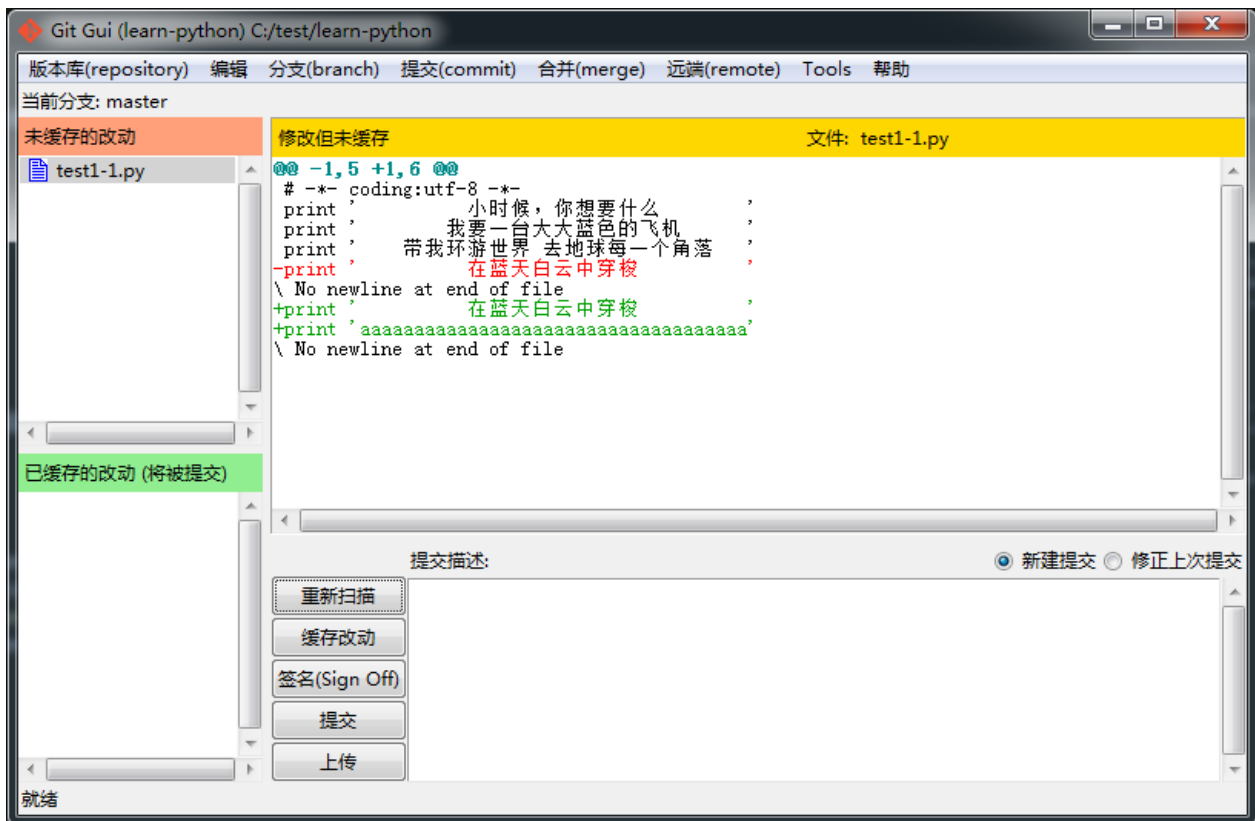 Git Gui (learn-python) C:/test/learn-python
版本库(repository) 编辑 分支(branch) 提交(commit) 合并(merge) 远端(remote) Tools 帮助
当前分支: master
未缓存的改动
test1-1.py
已缓存的改动 (将被提交)
修改但未缓存 文件: test1-1.py
@@ -1,5 +1,6 @@
# -*- coding:utf-8 -*-
print '          小时候，你想要什么        '
print '        我要一台大大蓝色的飞机      '
print '    带我环游世界 去地球每一个角落   '
-print '          在蓝天白云中穿梭          '
\ No newline at end of file
+print '          在蓝天白云中穿梭          '
+print 'aaaaaaaaaaaaaaaaaaaaaaaaaaaaaaaaaaaa'
\ No newline at end of file
提交描述: 新建提交 修正上次提交
重新扫描
缓存改动
签名(Sign Off)
提交
上传
就绪